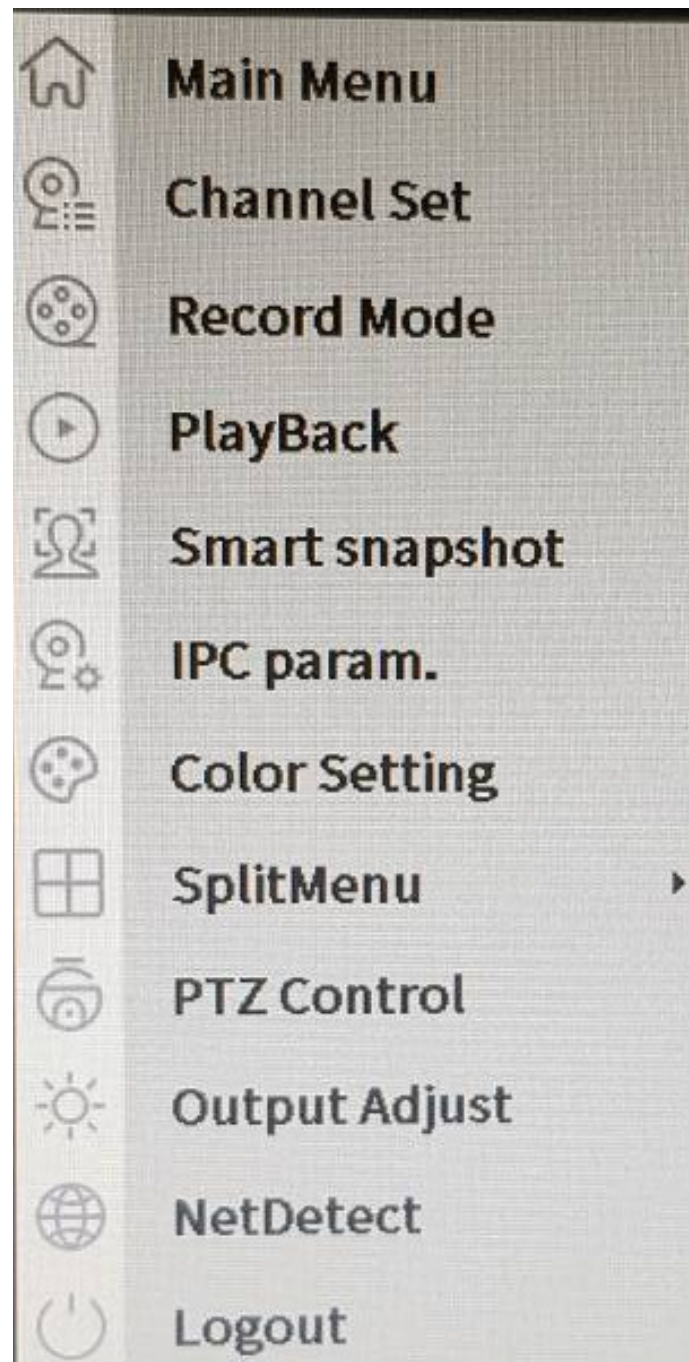 Main Menu
Channel Set
Record Mode
PlayBack
Smart snapshot
IPC param.
Color Setting
SplitMenu
PTZ Control
Output Adjust
NetDetect
Logout